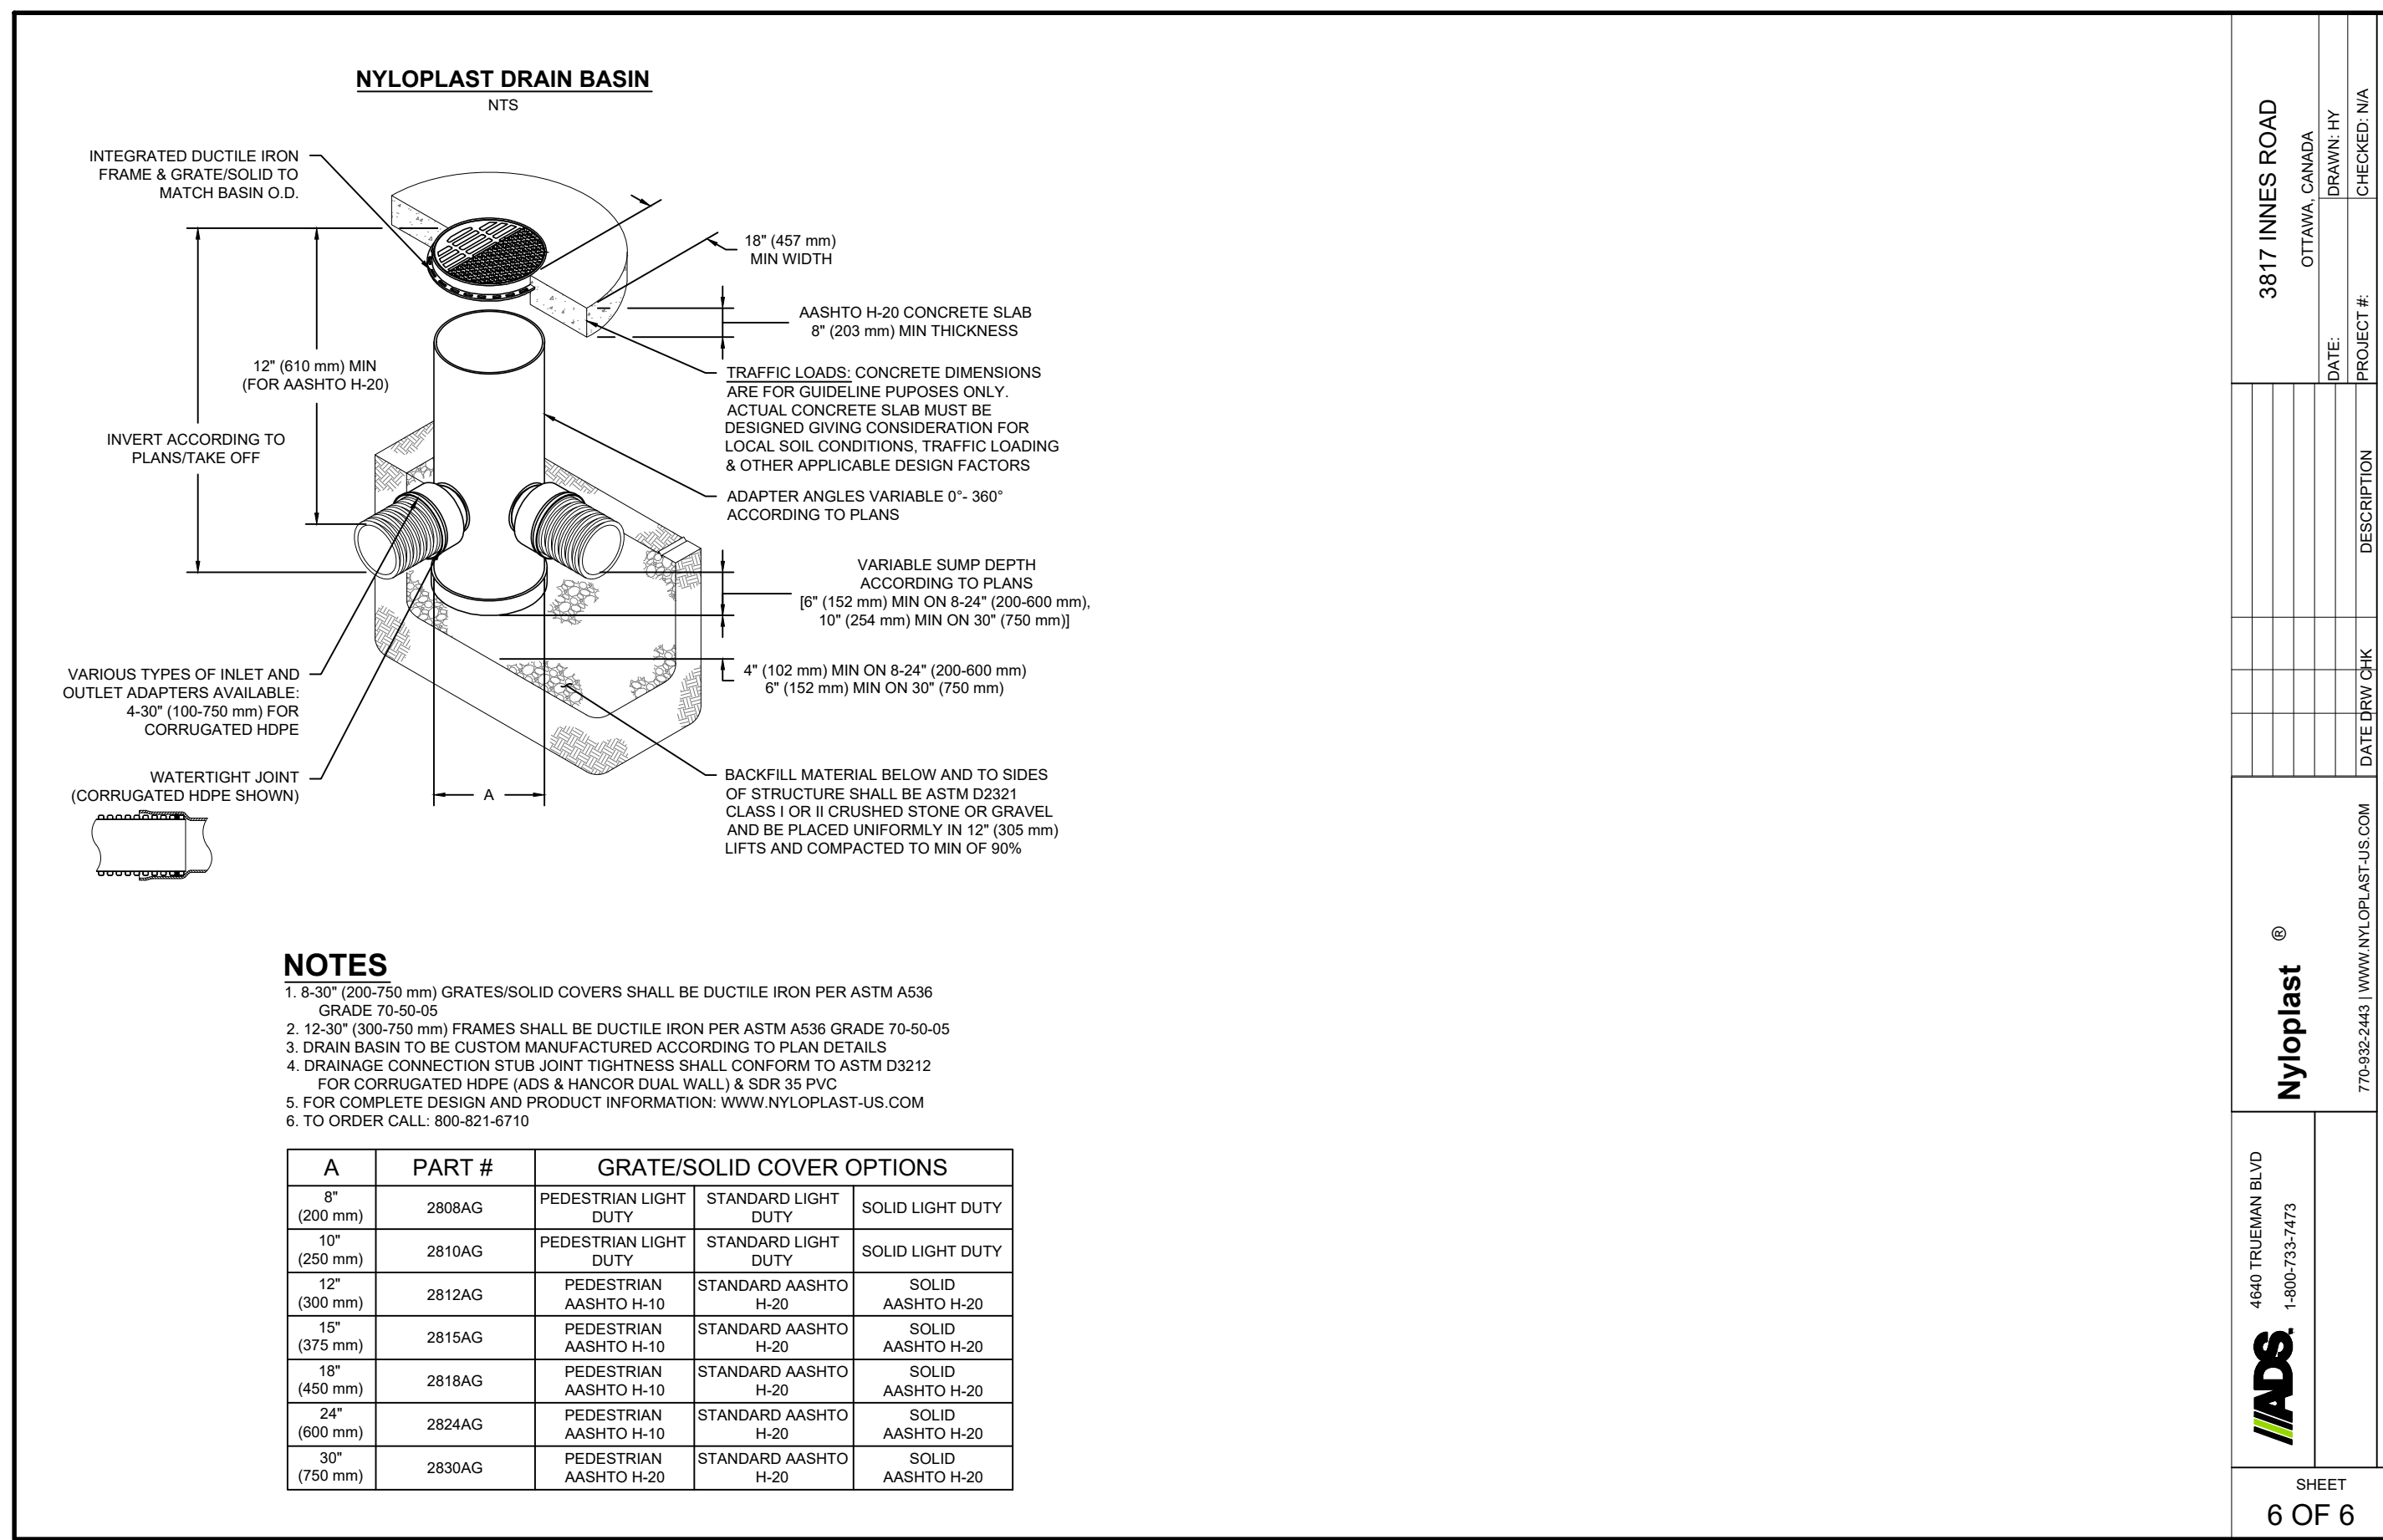 NYLOPLAST DRAIN BASIN
NTS
INTEGRATED DUCTILE IRON
FRAME & GRATE/SOLID TO
MATCH BASIN O.D.
18" (457 mm)
MIN WIDTH
AASHTO H-20 CONCRETE SLAB
8" (203 mm) MIN THICKNESS
12" (610 mm) MIN
(FOR AASHTO H-20)
INVERT ACCORDING TO
PLANS/TAKE OFF
TRAFFIC LOADS: CONCRETE DIMENSIONS
ARE FOR GUIDELINE PUPOSES ONLY.
ACTUAL CONCRETE SLAB MUST BE
DESIGNED GIVING CONSIDERATION FOR
LOCAL SOIL CONDITIONS, TRAFFIC LOADING
& OTHER APPLICABLE DESIGN FACTORS
ADAPTER ANGLES VARIABLE 0°- 360°
ACCORDING TO PLANS
VARIABLE SUMP DEPTH
ACCORDING TO PLANS
[6" (152 mm) MIN ON 8-24" (200-600 mm),
10" (254 mm) MIN ON 30" (750 mm)]
4" (102 mm) MIN ON 8-24" (200-600 mm)
6" (152 mm) MIN ON 30" (750 mm)
VARIOUS TYPES OF INLET AND
OUTLET ADAPTERS AVAILABLE:
4-30" (100-750 mm) FOR
CORRUGATED HDPE
WATERTIGHT JOINT
(CORRUGATED HDPE SHOWN)
A
BACKFILL MATERIAL BELOW AND TO SIDES
OF STRUCTURE SHALL BE ASTM D2321
CLASS I OR II CRUSHED STONE OR GRAVEL
AND BE PLACED UNIFORMLY IN 12" (305 mm)
LIFTS AND COMPACTED TO MIN OF 90%
NOTES
1. 8-30" (200-750 mm) GRATES/SOLID COVERS SHALL BE DUCTILE IRON PER ASTM A536
GRADE 70-50-05
2. 12-30" (300-750 mm) FRAMES SHALL BE DUCTILE IRON PER ASTM A536 GRADE 70-50-05
3. DRAIN BASIN TO BE CUSTOM MANUFACTURED ACCORDING TO PLAN DETAILS
4. DRAINAGE CONNECTION STUB JOINT TIGHTNESS SHALL CONFORM TO ASTM D3212
FOR CORRUGATED HDPE (ADS & HANCOR DUAL WALL) & SDR 35 PVC
5. FOR COMPLETE DESIGN AND PRODUCT INFORMATION: WWW.NYLOPLAST-US.COM
6. TO ORDER CALL: 800-821-6710
A PART # GRATE/SOLID COVER OPTIONS
8" (200 mm) 2808AG PEDESTRIAN LIGHT DUTY STANDARD LIGHT DUTY SOLID LIGHT DUTY
10" (250 mm) 2810AG PEDESTRIAN LIGHT DUTY STANDARD LIGHT DUTY SOLID LIGHT DUTY
12" (300 mm) 2812AG PEDESTRIAN AASHTO H-10 STANDARD AASHTO H-20 SOLID AASHTO H-20
15" (375 mm) 2815AG PEDESTRIAN AASHTO H-10 STANDARD AASHTO H-20 SOLID AASHTO H-20
18" (450 mm) 2818AG PEDESTRIAN AASHTO H-10 STANDARD AASHTO H-20 SOLID AASHTO H-20
24" (600 mm) 2824AG PEDESTRIAN AASHTO H-10 STANDARD AASHTO H-20 SOLID AASHTO H-20
30" (750 mm) 2830AG PEDESTRIAN AASHTO H-20 STANDARD AASHTO H-20 SOLID AASHTO H-20
3817 INNES ROAD
OTTAWA, CANADA
DATE: DRAWN: HY
PROJECT #: CHECKED: N/A
DATE DRW CHK DESCRIPTION
Nyloplast ®
770-932-2443 | WWW.NYLOPLAST-US.COM
4640 TRUEMAN BLVD
1-800-733-7473
ADS
SHEET
6 OF 6